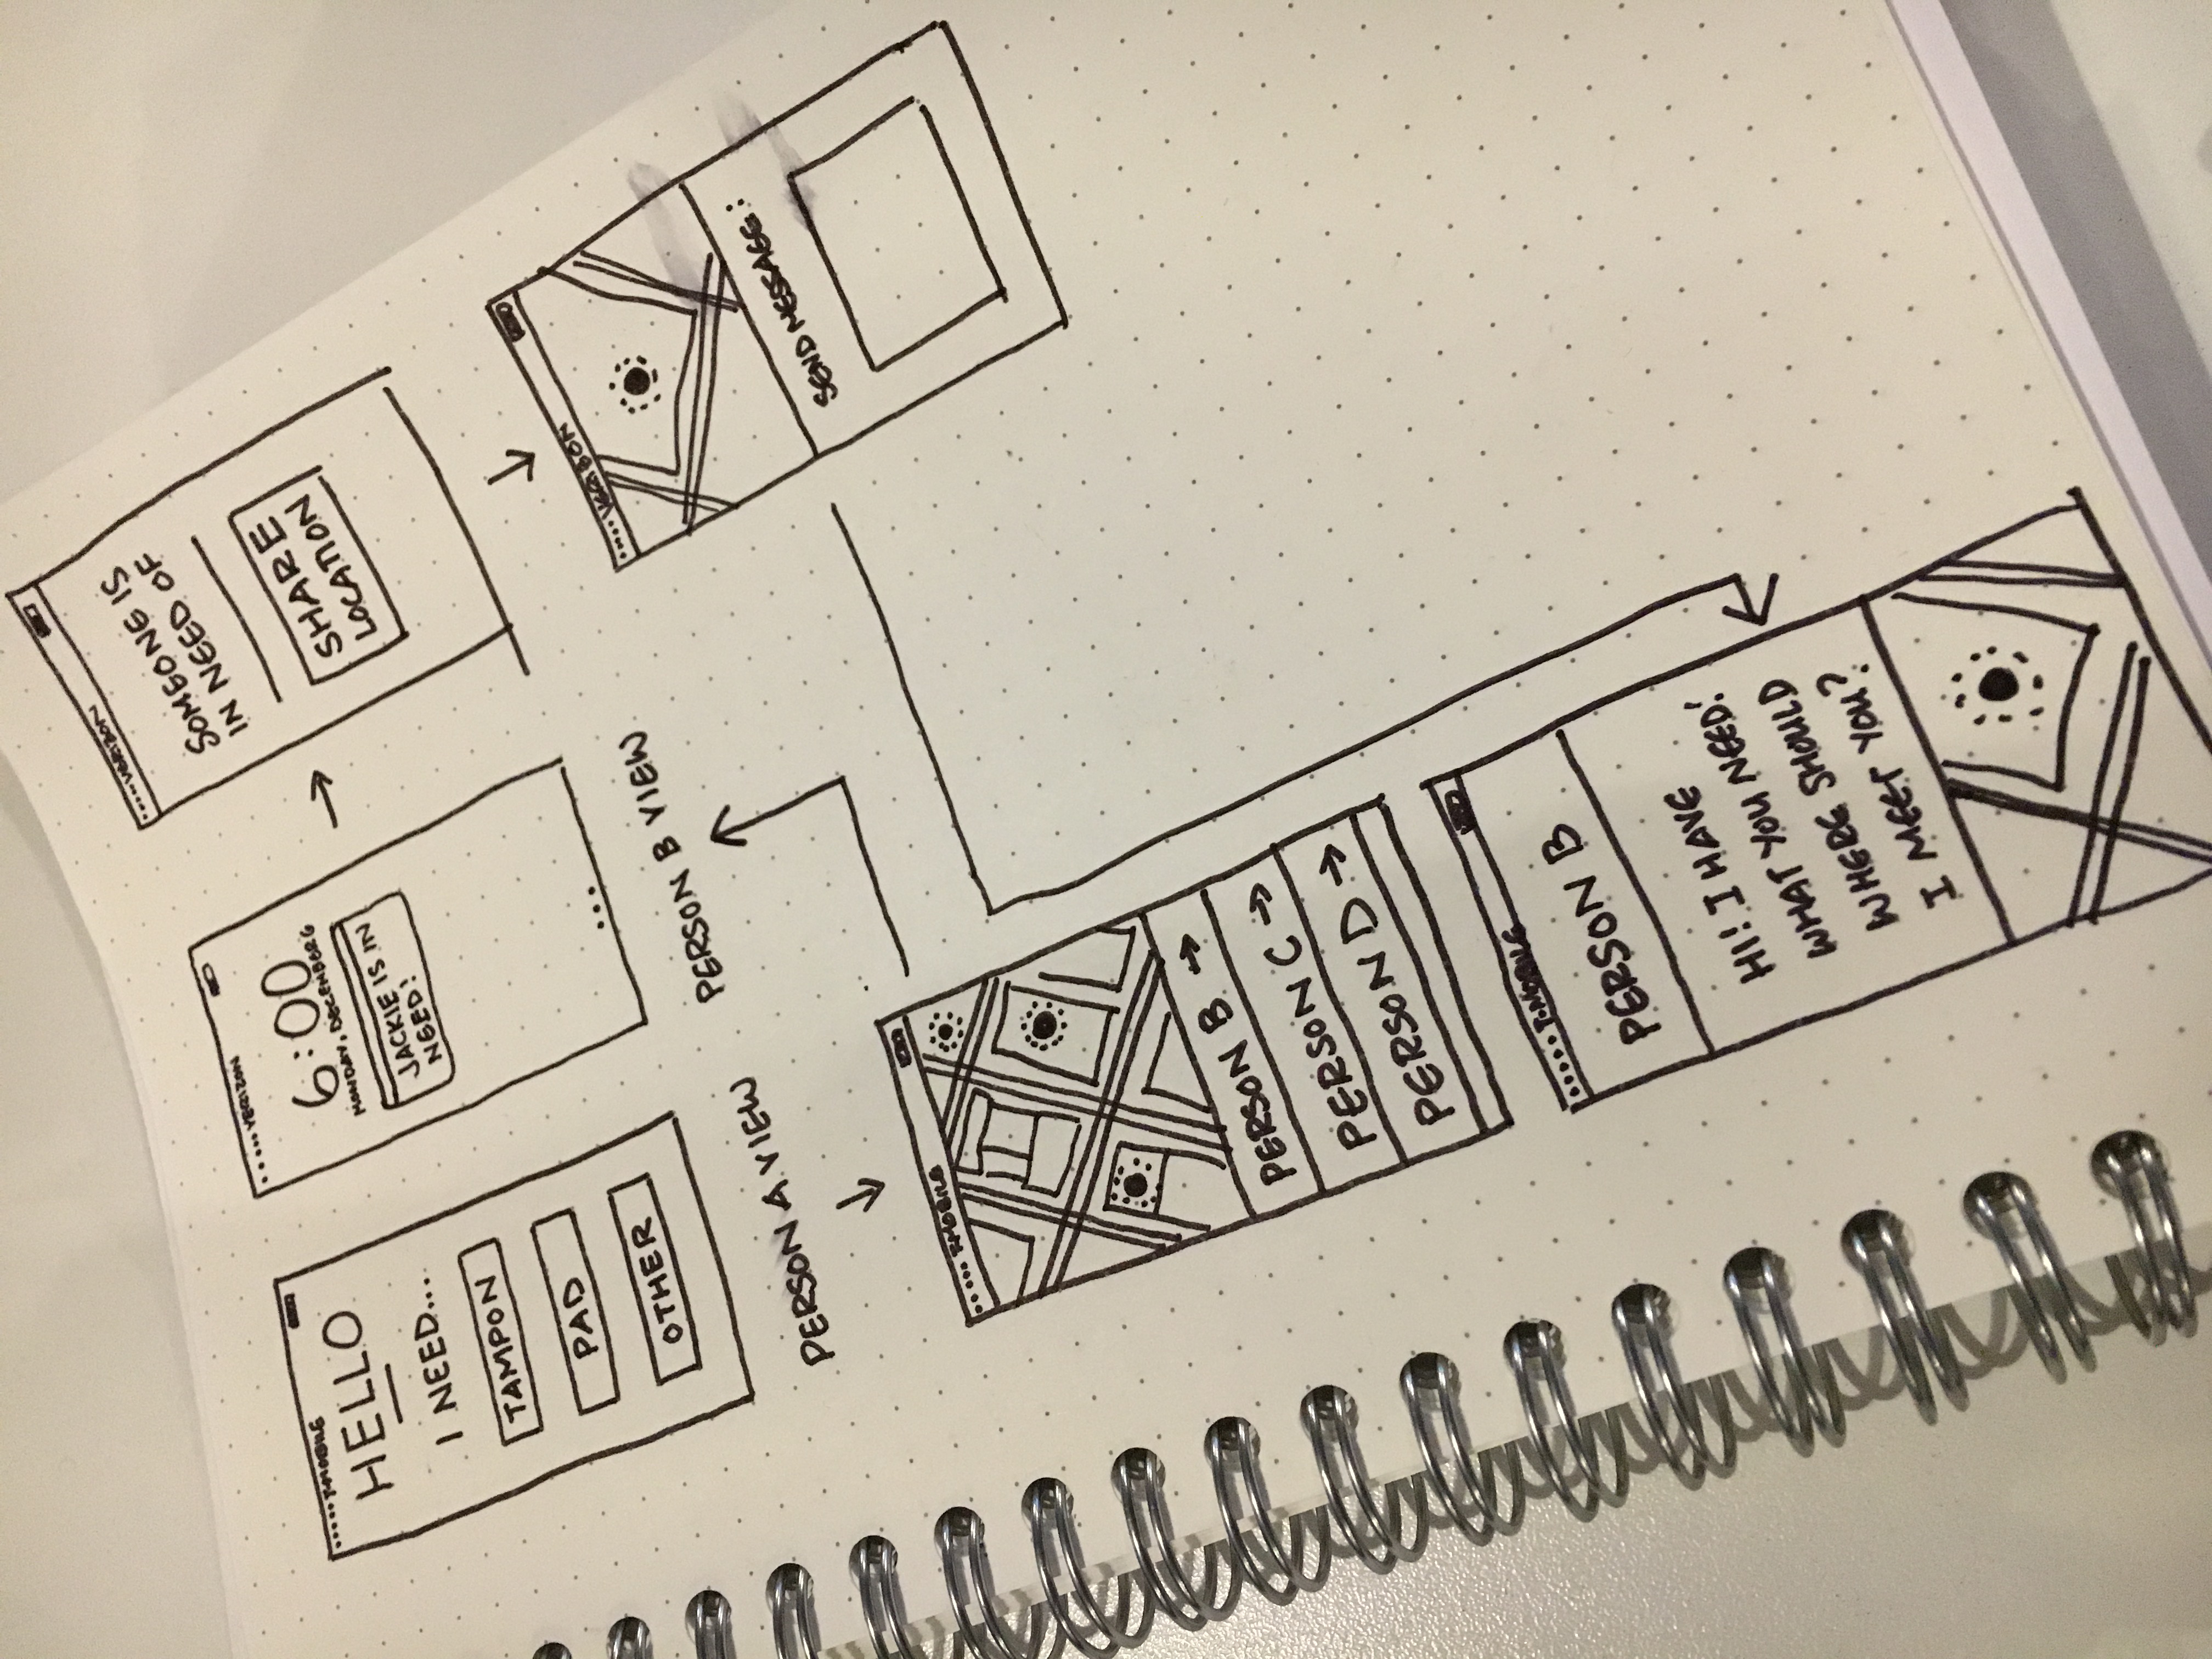 T-MOBILE
HELLO
I NEED...
TAMPON
PAD
OTHER
PERSON A VIEW
VERIZON
6:00
MONDAY, DECEMBER 6
JACKIE IS IN
NEED!
PERSON B VIEW
VERIZON
SOMEONE IS
IN NEED OF
SHARE
LOCATION
VERIZON
SEND MESSAGE:
T-MOBILE
PERSON B →
PERSON C →
PERSON D →
T-MOBILE
PERSON B
HI! I HAVE
WHAT YOU NEED!
WHERE SHOULD
I MEET YOU?